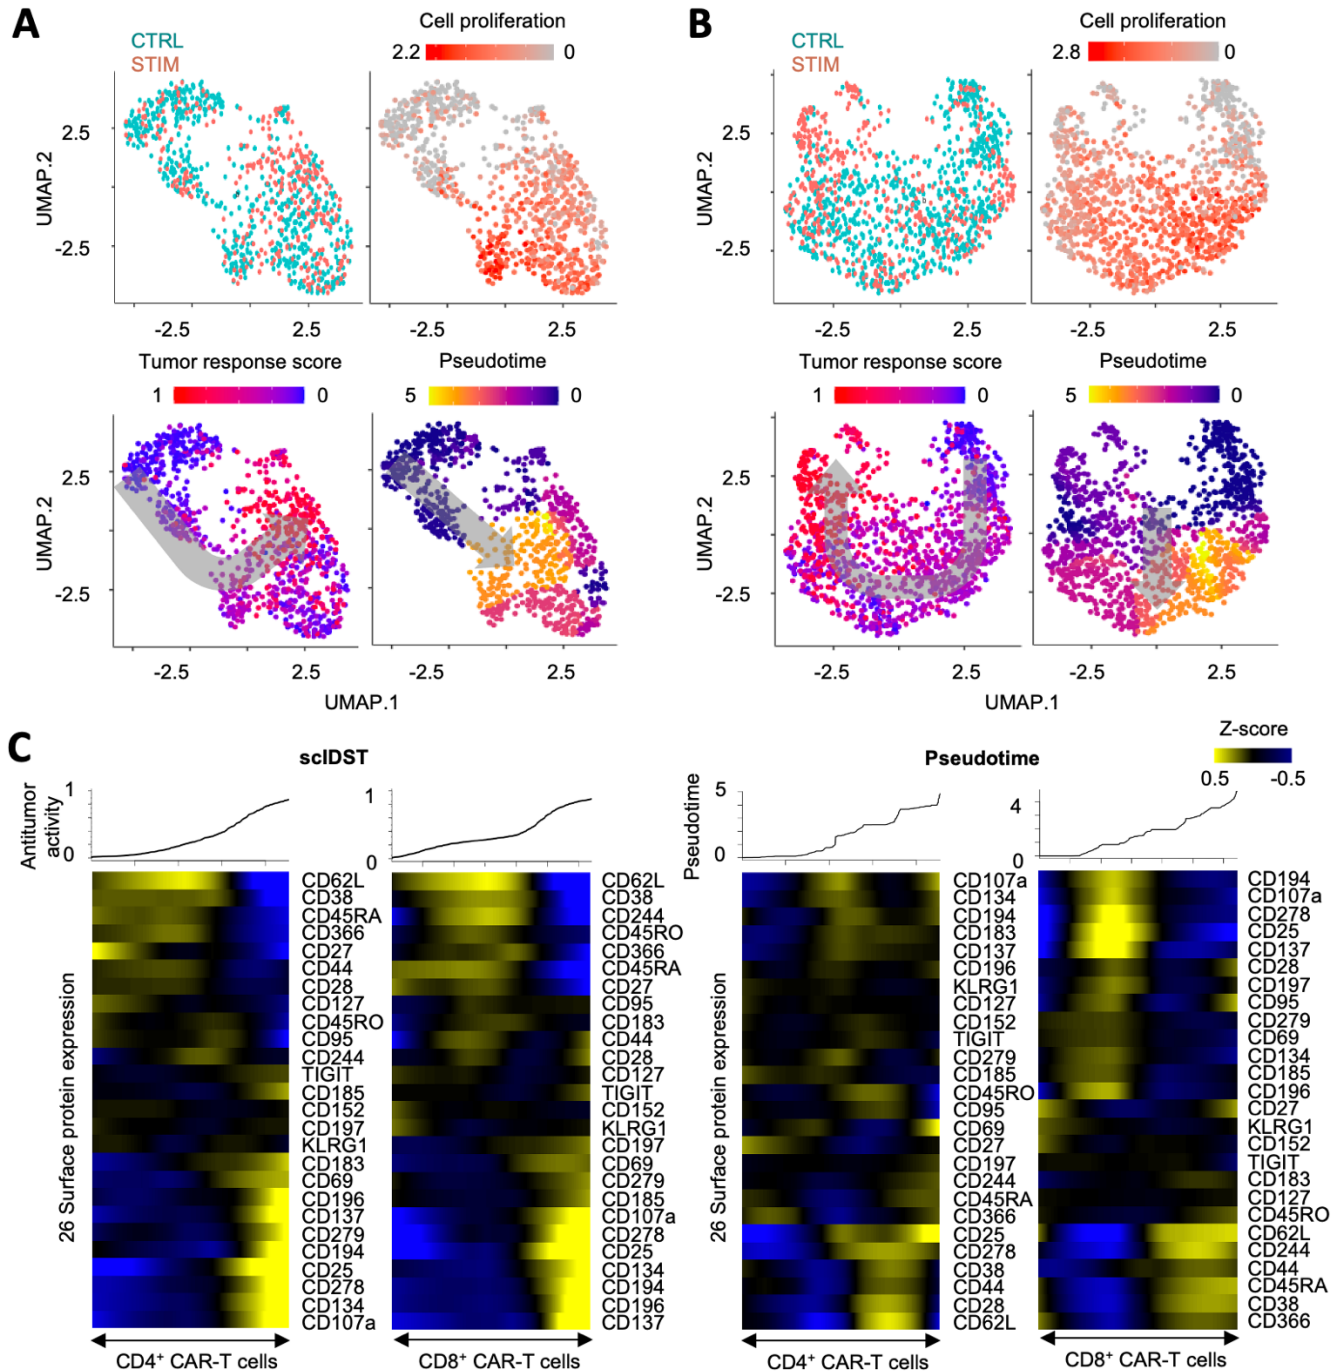 A
CTRL
STIM
Cell proliferation
2.2 0
UMAP.2
2.5
-2.5
-2.5 2.5
Tumor response score
1 0
Pseudotime
5 0
UMAP.2
2.5
-2.5
-2.5 2.5
-2.5 2.5
UMAP.1
B
CTRL
STIM
Cell proliferation
2.8 0
UMAP.2
2.5
-2.5
-2.5 2.5
-2.5 2.5
Tumor response score
1 0
Pseudotime
5 0
UMAP.2
2.5
-2.5
-2.5 2.5
-2.5 2.5
UMAP.1
C
scIDST
Pseudotime
Z-score
0.5 -0.5
Antitumor
activity
1
0
1
0
Pseudotime
5
0
4
0
26 Surface protein expression
CD62L
CD38
CD45RA
CD366
CD27
CD44
CD28
CD127
CD45RO
CD95
CD244
TIGIT
CD185
CD152
CD197
KLRG1
CD183
CD69
CD196
CD137
CD279
CD194
CD25
CD278
CD134
CD107a
CD4+ CAR-T cells
CD62L
CD38
CD244
CD45RO
CD366
CD45RA
CD27
CD95
CD183
CD44
CD28
CD127
TIGIT
CD152
KLRG1
CD197
CD69
CD279
CD185
CD107a
CD278
CD25
CD134
CD194
CD196
CD137
CD8+ CAR-T cells
26 Surface protein expression
CD107a
CD134
CD194
CD183
CD137
CD196
KLRG1
CD127
CD152
TIGIT
CD279
CD185
CD45RO
CD95
CD69
CD27
CD197
CD244
CD45RA
CD366
CD25
CD278
CD38
CD44
CD28
CD62L
CD4+ CAR-T cells
CD194
CD107a
CD278
CD25
CD137
CD28
CD197
CD95
CD279
CD69
CD134
CD185
CD196
CD27
KLRG1
CD152
TIGIT
CD183
CD127
CD45RO
CD62L
CD244
CD44
CD45RA
CD38
CD366
CD8+ CAR-T cells